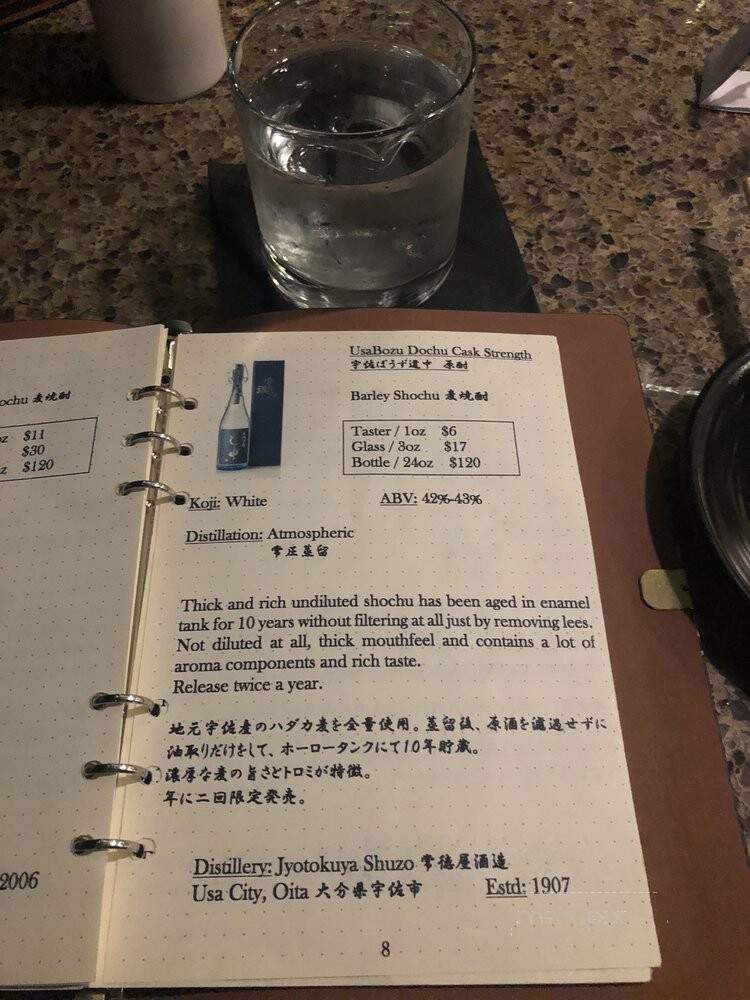 ochu 麦焼酎
oz $11
$30
z $120
2006
UsaBozu Dochu Cask Strength
宇佐ぼうず道中 原酎
Barley Shochu 麦焼酎
Taster / 1oz $6
Glass / 3oz $17
Bottle / 24oz $120
Koji: White
ABV: 42%-43%
Distillation: Atmospheric
常圧蒸留
Thick and rich undiluted shochu has been aged in enamel
tank for 10 years without filtering at all just by removing lees.
Not diluted at all, thick mouthfeel and contains a lot of
aroma components and rich taste.
Release twice a year.
地元宇佐産のハダカ麦を全量使用。蒸留後、原酒を濾過せずに
油取りだけをして、ホーロータンクにて10年貯蔵。
濃厚な麦の旨さとトロミが特徴。
年に二回限定発売。
Distillery: Jyotokuya Shuzo 常徳屋酒造
Usa City, Oita 大分県宇佐市 Estd: 1907
8